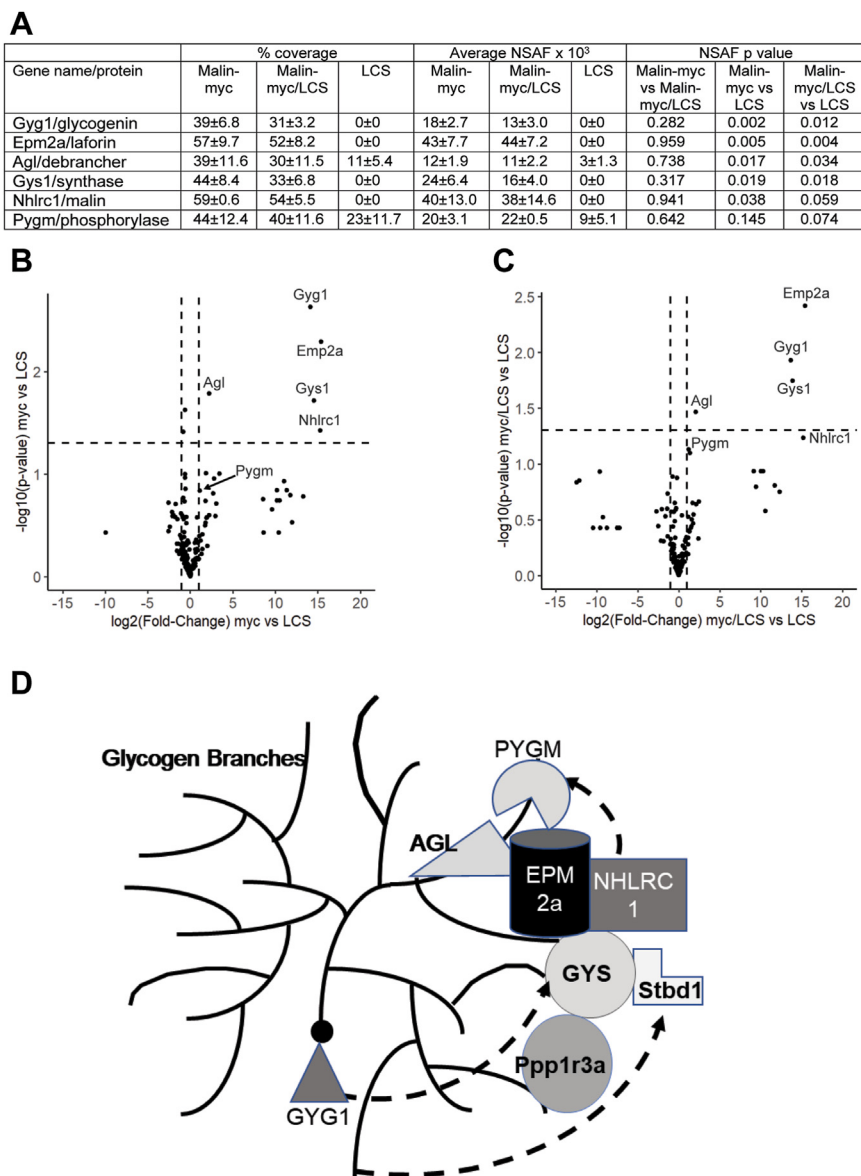 A
% coverage Average NSAF x 10³ NSAF p value
Gene name/protein Malin-myc Malin-myc/LCS LCS Malin-myc Malin-myc/LCS LCS Malin-myc vs Malin-myc/LCS Malin-myc vs LCS Malin-myc/LCS vs LCS
Gyg1/glycogenin 39±6.8 31±3.2 0±0 18±2.7 13±3.0 0±0 0.282 0.002 0.012
Epm2a/laforin 57±9.7 52±8.2 0±0 43±7.7 44±7.2 0±0 0.959 0.005 0.004
Agl/debrancher 39±11.6 30±11.5 11±5.4 12±1.9 11±2.2 3±1.3 0.738 0.017 0.034
Gys1/synthase 44±8.4 33±6.8 0±0 24±6.4 16±4.0 0±0 0.317 0.019 0.018
Nhlrc1/malin 59±0.6 54±5.5 0±0 40±13.0 38±14.6 0±0 0.941 0.038 0.059
Pygm/phosphorylase 44±12.4 40±11.6 23±11.7 20±3.1 22±0.5 9±5.1 0.642 0.145 0.074
B
-log10(p-value) myc vs LCS
2
1
0
Gyg1
Emp2a
Agl
Gys1
Nhlrc1
Pygm
-15 -10 -5 0 5 10 15 20
log2(Fold-Change) myc vs LCS
C
-log10(p-value) myc/LCS vs LCS
2.5
2.0
1.5
1.0
0.5
0.0
Emp2a
Gyg1
Gys1
Agl
Nhlrc1
Pygm
-15 -10 -5 0 5 10 15 20
log2(Fold-Change) myc/LCS vs LCS
D
Glycogen Branches
PYGM
AGL
EPM
2a
NHLRC
1
GYS
Stbd1
Ppp1r3a
GYG1